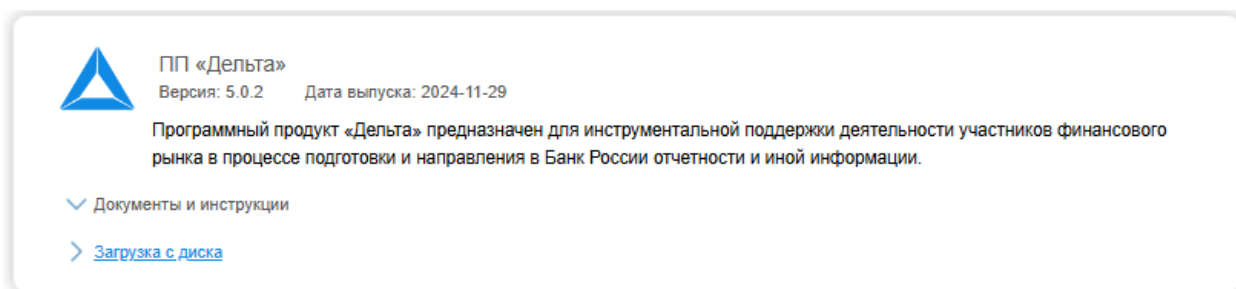 ПП «Дельта»
Версия: 5.0.2 Дата выпуска: 2024-11-29
Программный продукт «Дельта» предназначен для инструментальной поддержки деятельности участников финансового
рынка в процессе подготовки и направления в Банк России отчетности и иной информации.
Документы и инструкции
Загрузка с диска